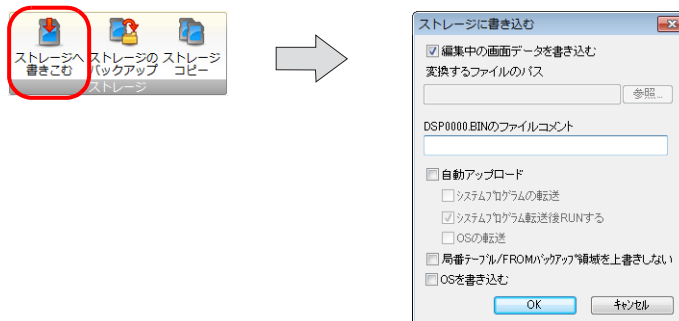 ストレージへ ストレージの ストレージ
書きこむ バックアップ コピー
ストレージ
ストレージに書き込む
編集中の画面データを書き込む
変換するファイルのパス
参照...
DSP0000.BINのファイルコメント
自動アップロード
システムプログラムの転送
システムプログラム転送後RUNする
OSの転送
局番テーブル/FROMバックアップ領域を上書きしない
OSを書き込む
OK キャンセル